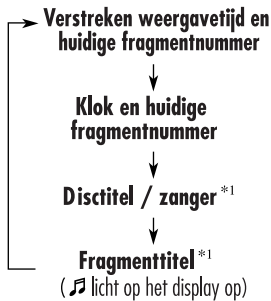 Verstreken weergavetijd en
huidige fragmentnummer
Klok en huidige
fragmentnummer
Disctitel / zanger *1
Fragmenttitel *1
( ♫ licht op het display op)